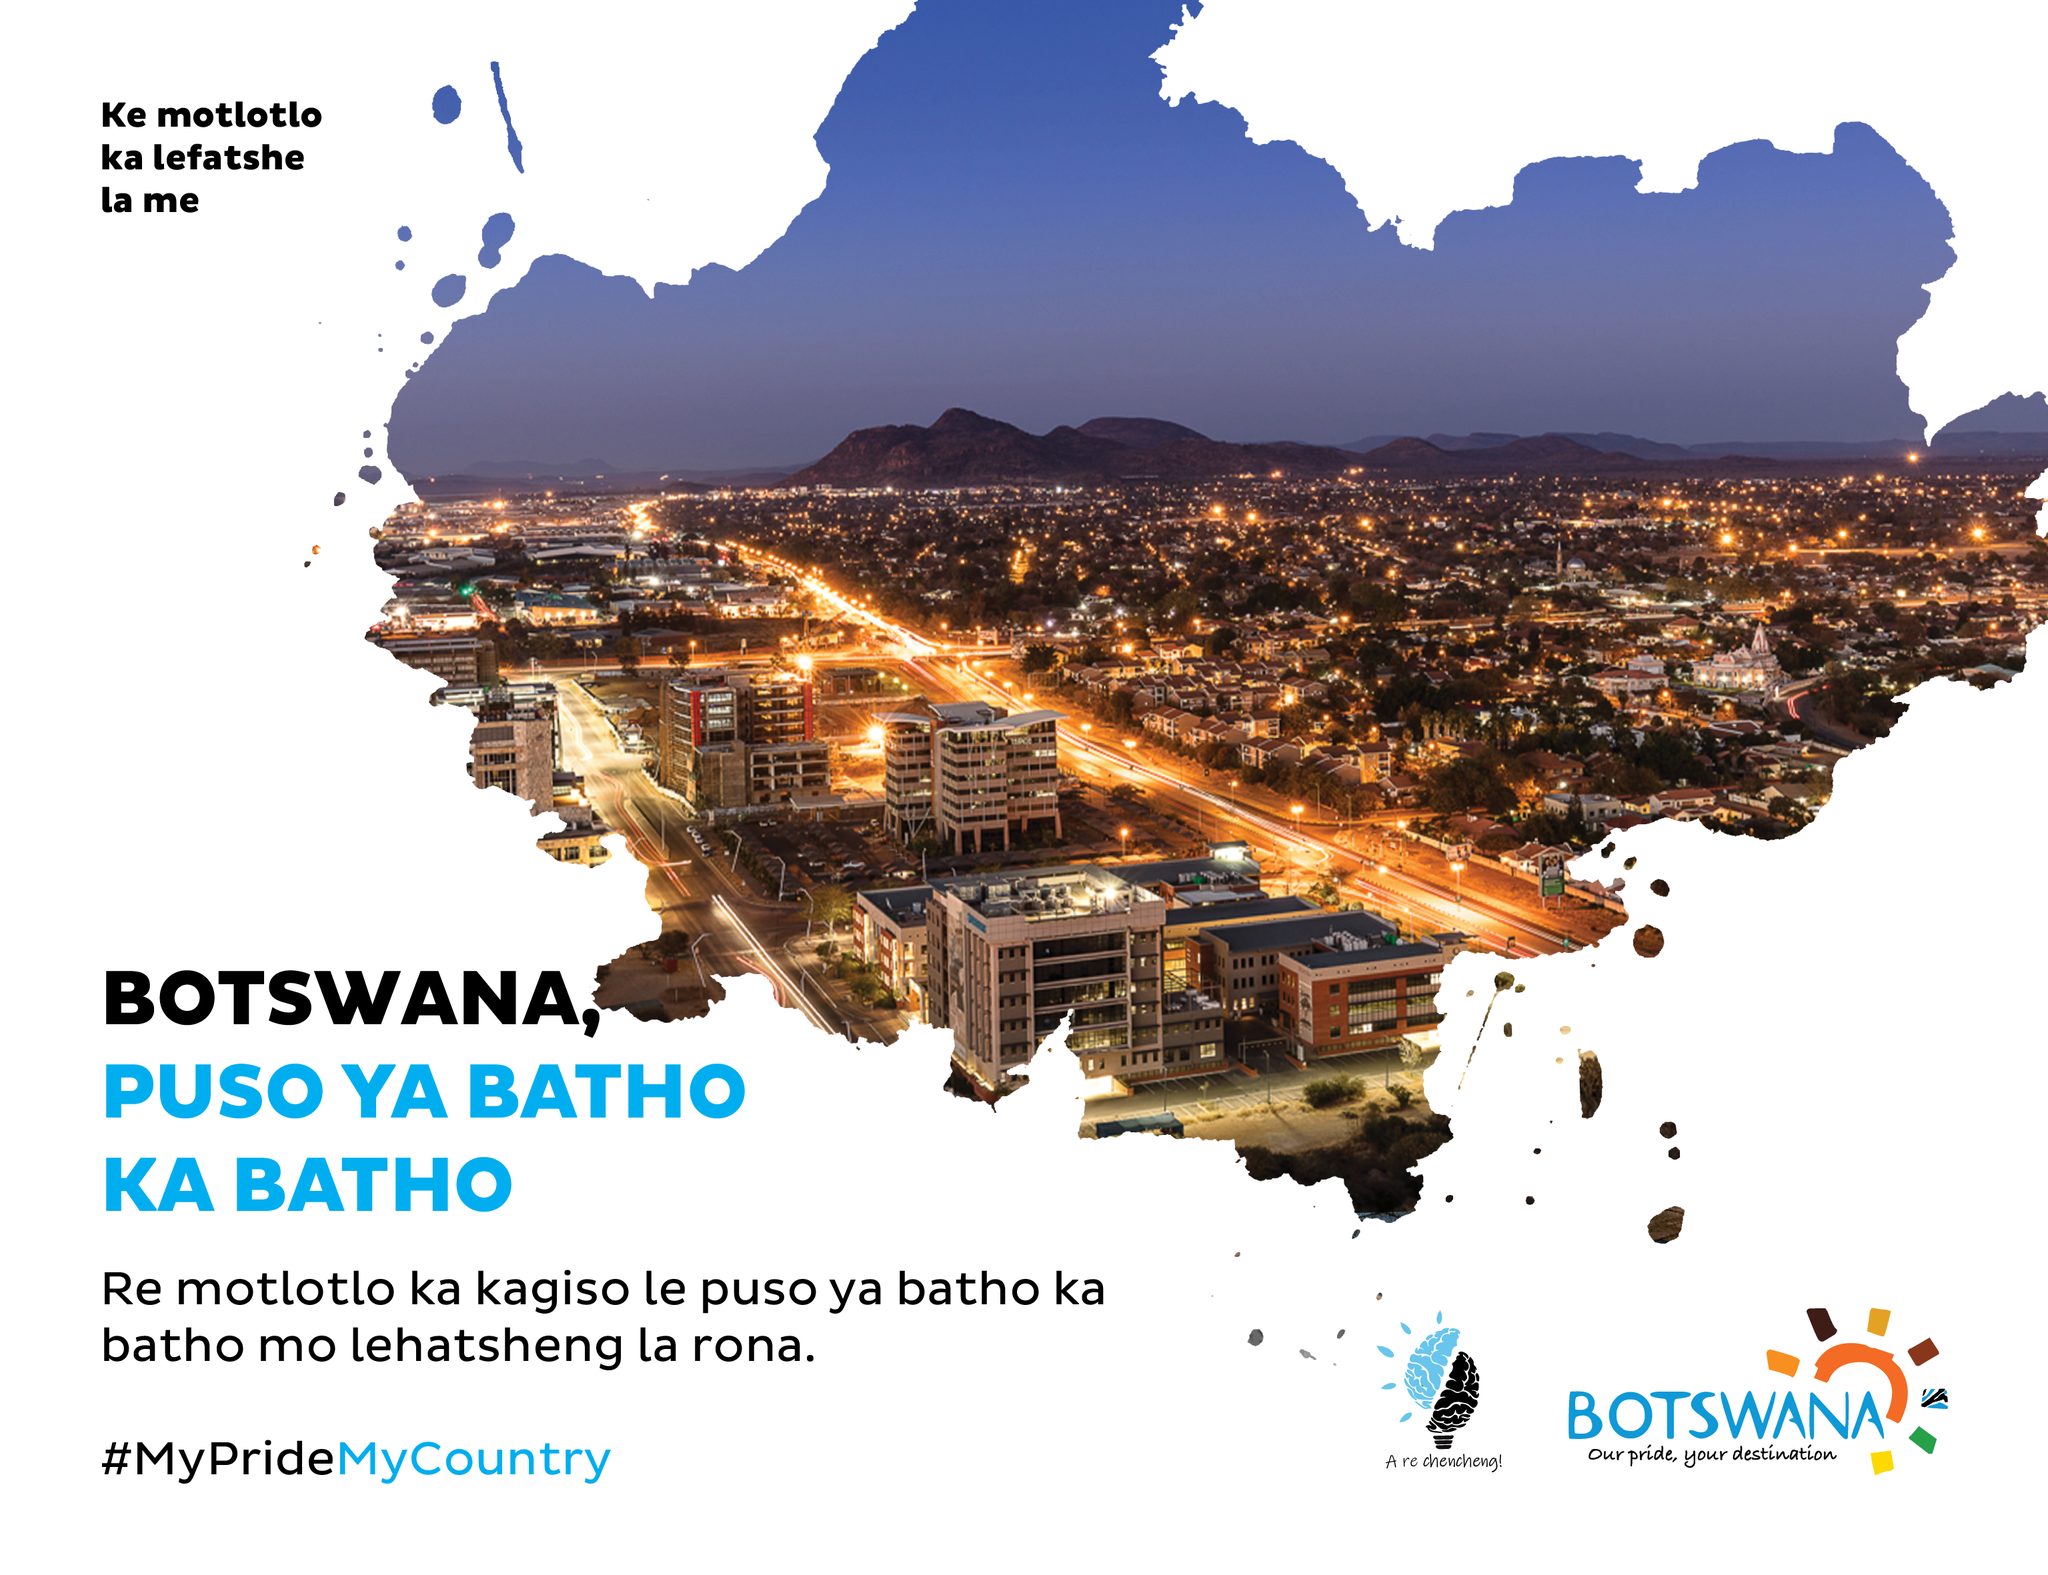 Ke motlotlo
ka lefatshe
la me
BOTSWANA,
PUSO YA BATHO
KA BATHO
Re motlotlo ka kagiso le puso ya batho ka
batho mo lehatsheng la rona.
#MyPrideMyCountry
A re chencheng!
BOTSWANA
Our pride, your destination